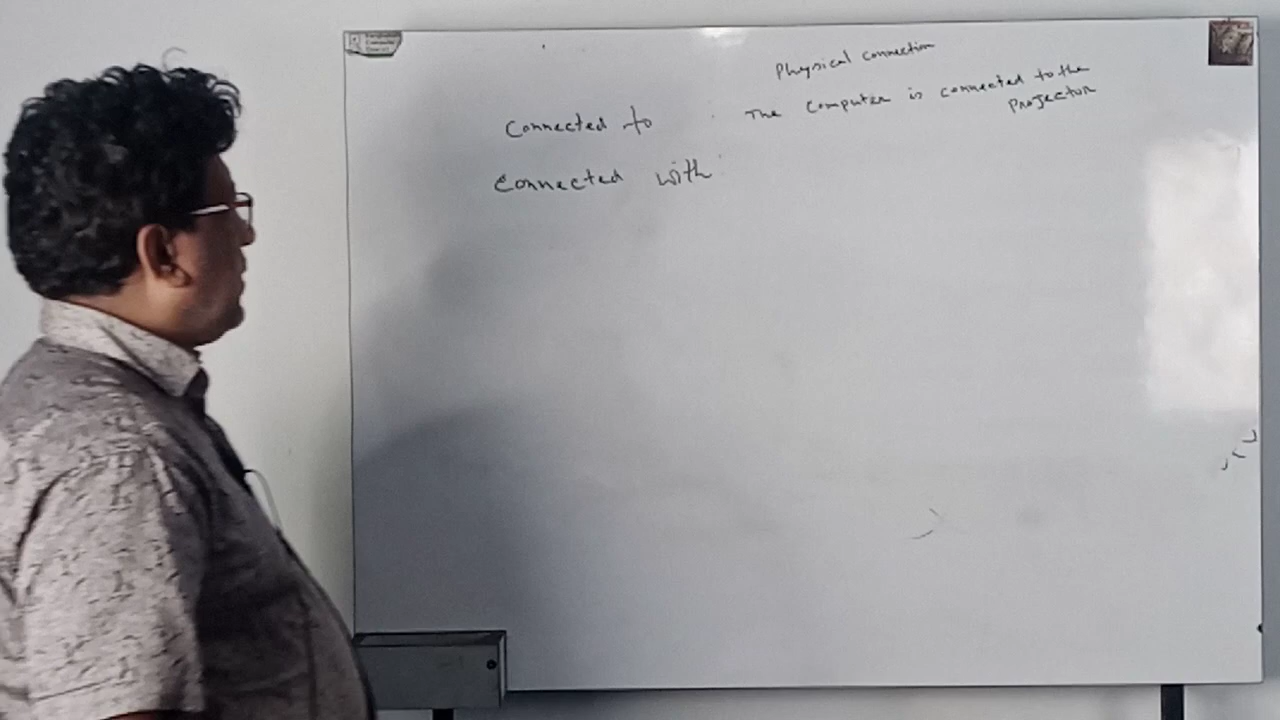 Physical connection
Connected to The Computer is connected to the
Projector
Connected with